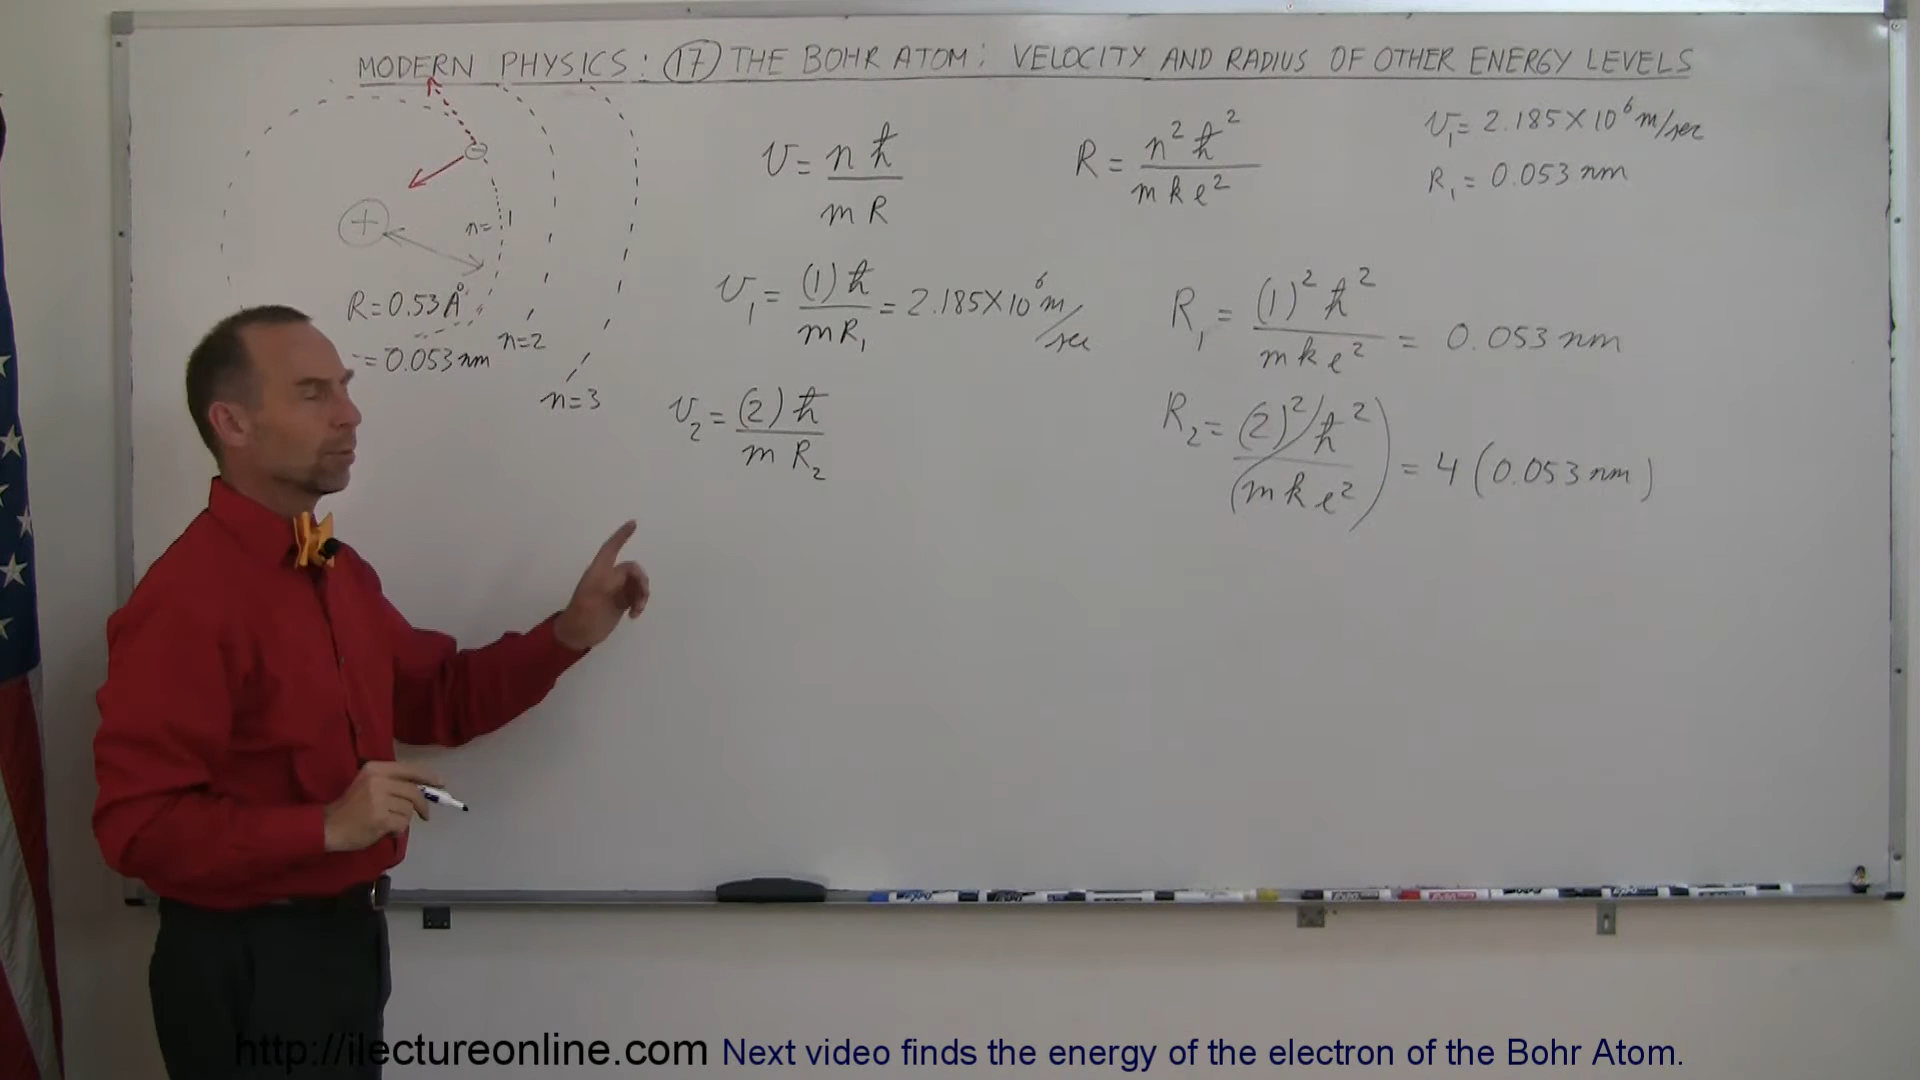 MODERN PHYSICS: 17 THE BOHR ATOM: VELOCITY AND RADIUS OF OTHER ENERGY LEVELS
n=1
R=0.53Å
=0.053 nm
n=2
n=3
v = nħ / mR
R = n²ħ² / mke²
v₁ = 2.185×10⁶ m/sec
R₁ = 0.053 nm
v₁ = (1)ħ / mR₁ = 2.185×10⁶ m/sec
R₁ = (1)²ħ² / mke² = 0.053 nm
v₂ = (2)ħ / mR₂
R₂ = (2)²(ħ² / mke²) = 4(0.053 nm)
http://ilectureonline.com Next video finds the energy of the electron of the Bohr Atom.